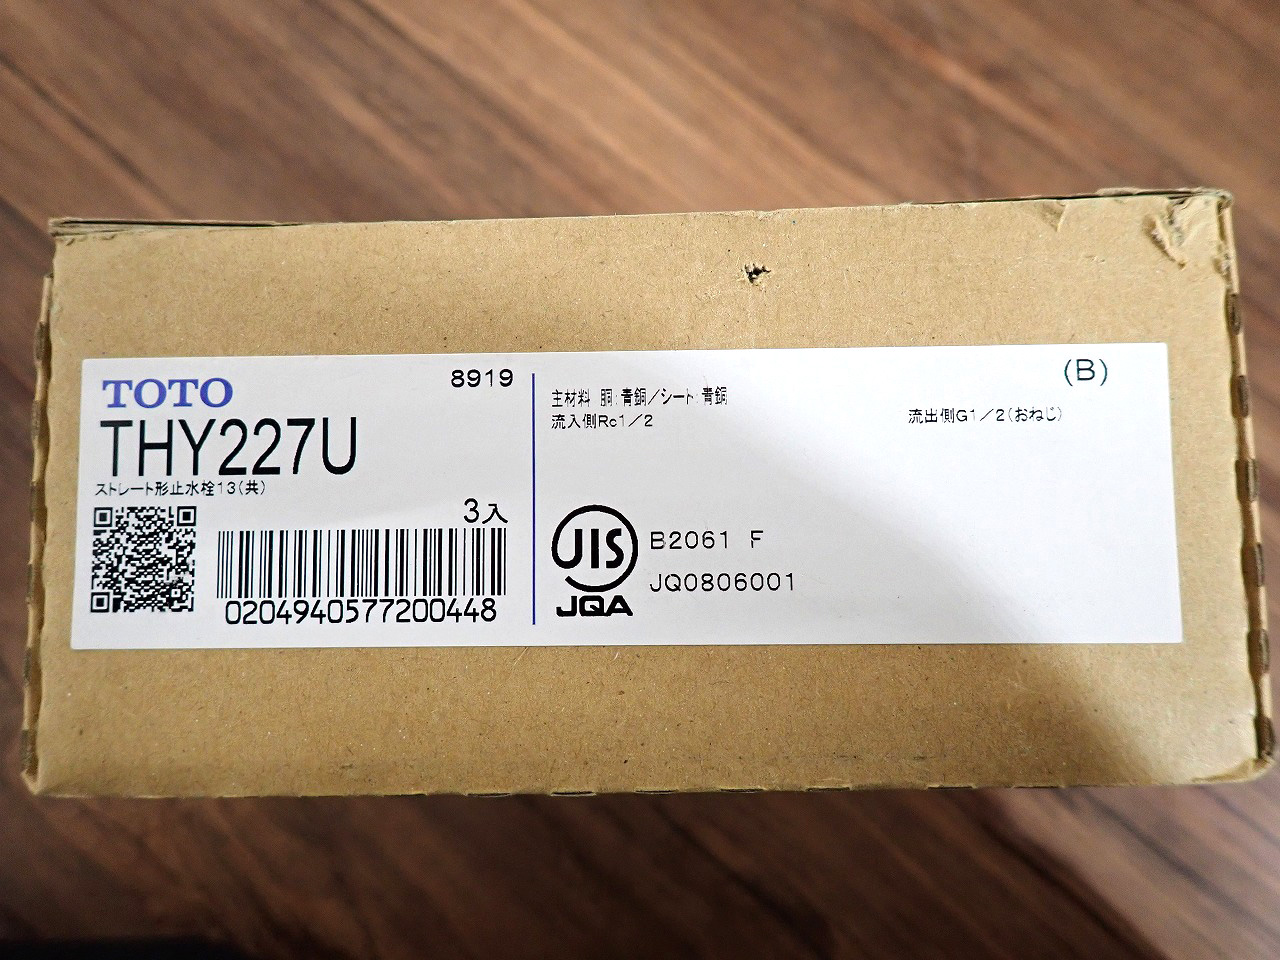 TOTO
8919
THY227U
ストレート形止水栓13(共)
3入
0204940577200448
主材料 胴:青銅/シート:青銅
流入側Rc1/2
流出側G1/2(おねじ)
(B)
JIS
JQA
B2061 F
JQ0806001